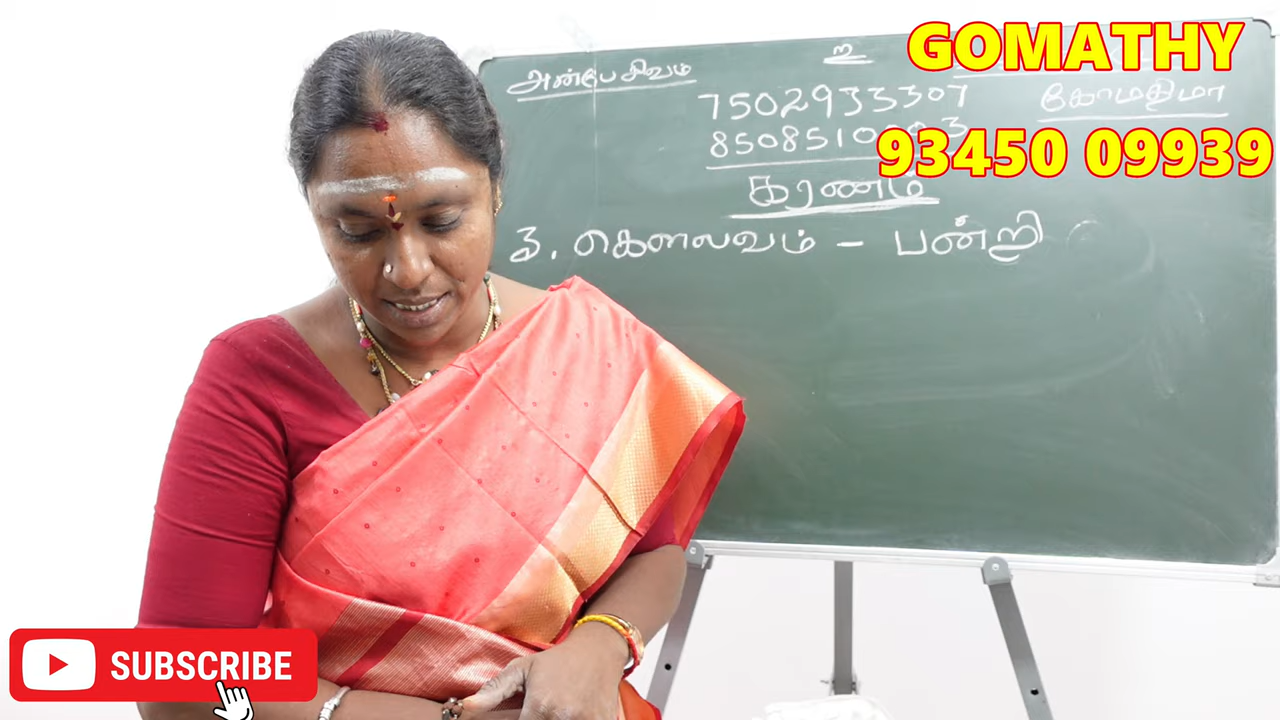 GOMATHY
93450 09939
உ
அன்பே சிவம்
7502933307
கோமதிமா
கரணம்
3. கௌலவம் - பன்றி
SUBSCRIBE